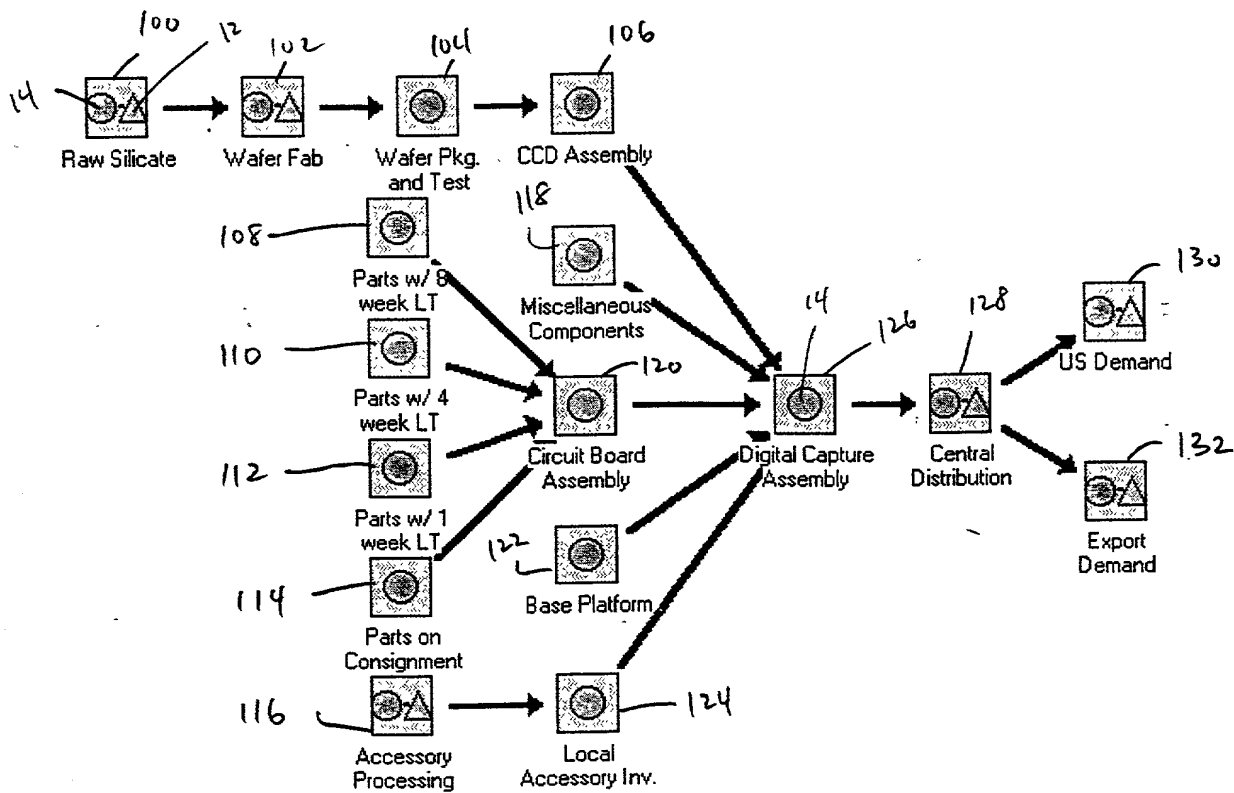 100
12
102
104
106
14
Raw Silicate
Wafer Fab
Wafer Pkg.
and Test
CCD Assembly
108
118
Parts w/ 8
week LT
Miscellaneous
Components
130
US Demand
110
120
14
126
128
Parts w/ 4
week LT
112
Circuit Board
Assembly
Digital Capture
Assembly
Central
Distribution
132
Parts w/ 1
week LT
122
Export
Demand
114
Base Platform
Parts on
Consignment
116
124
Accessory
Processing
Local
Accessory Inv.